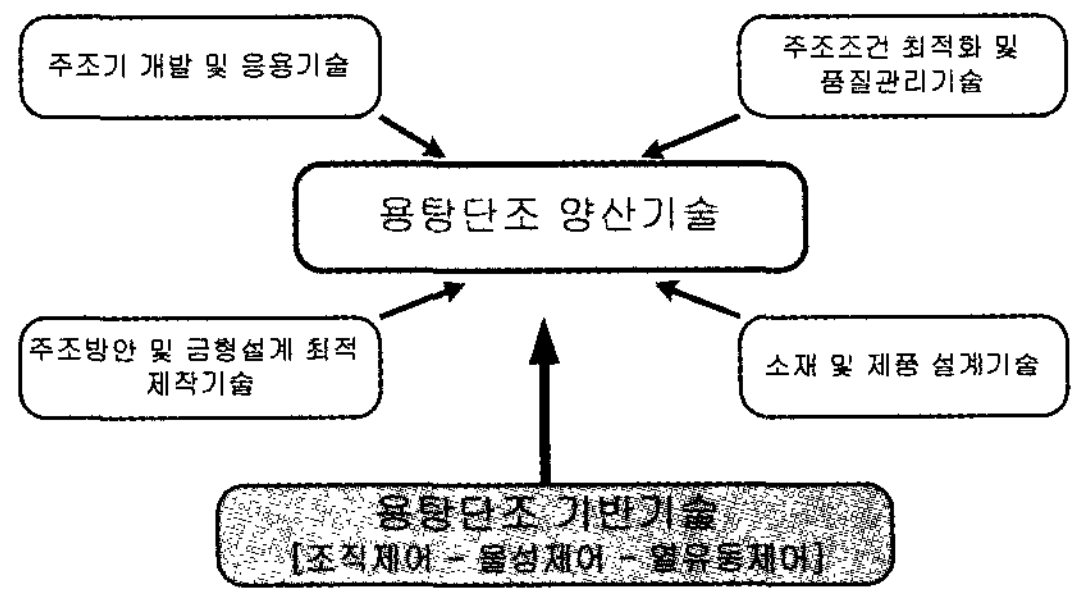 주조기 개발 및 응용기술
주조조건 최적화 및
품질관리기술
용탕단조 양산기술
주조방안 및 금형설계 최적
제작기술
소재 및 제품 설계기술
용탕단조 기반기술
[조직제어 - 물성제어 - 열유동제어]